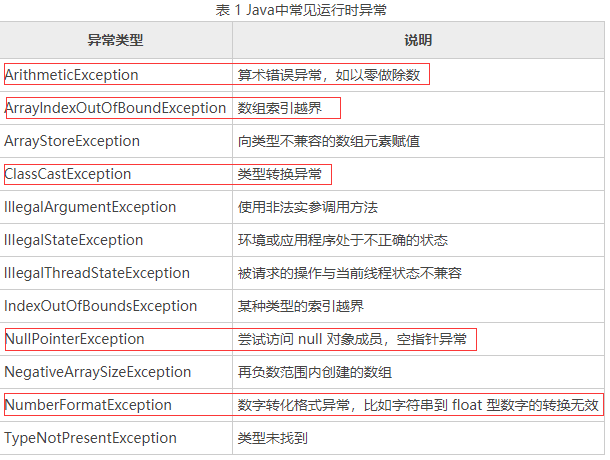 表 1 Java中常见运行时异常
异常类型 说明
ArithmeticException 算术错误异常，如以零做除数
ArrayIndexOutOfBoundException 数组索引越界
ArrayStoreException 向类型不兼容的数组元素赋值
ClassCastException 类型转换异常
IllegalArgumentException 使用非法实参调用方法
IIlegalStateException 环境或应用程序处于不正确的状态
IllegalThreadStateException 被请求的操作与当前线程状态不兼容
IndexOutOfBoundsException 某种类型的索引越界
NullPointerException 尝试访问 null 对象成员，空指针异常
NegativeArraySizeException 再负数范围内创建的数组
NumberFormatException 数字转化格式异常，比如字符串到 float 型数字的转换无效
TypeNotPresentException 类型未找到